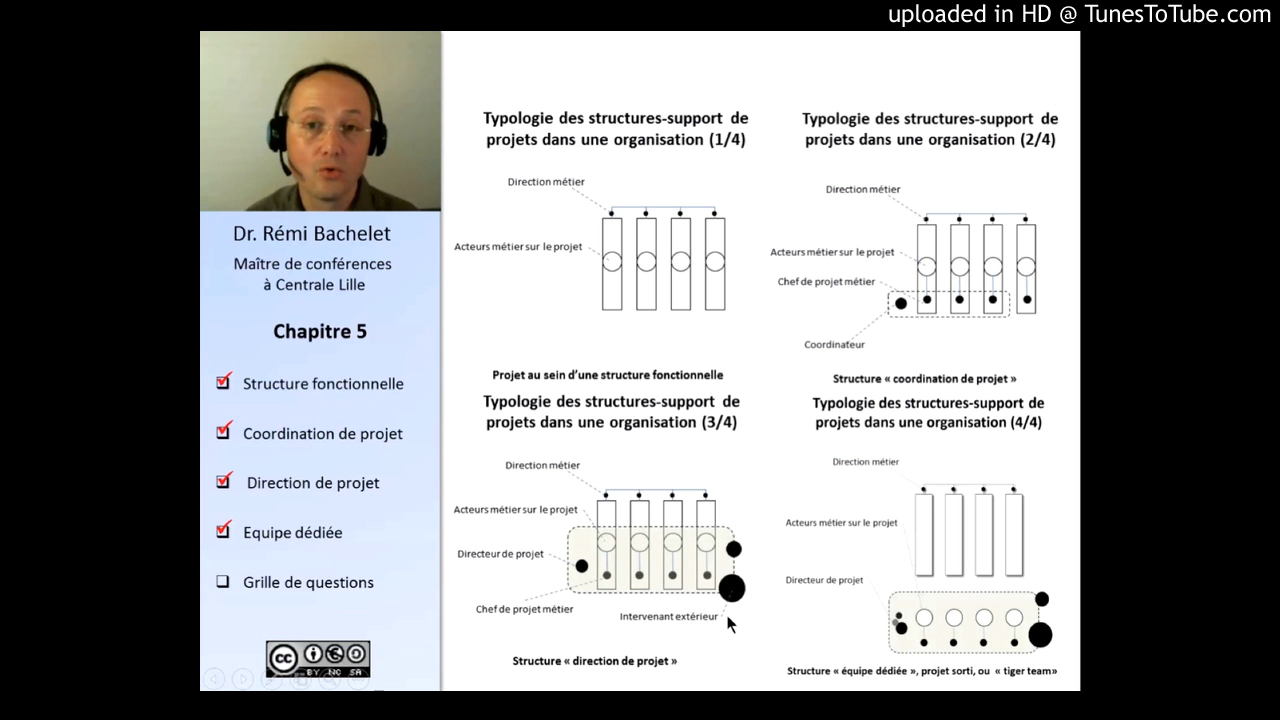 uploaded in HD @ TunesToTube.com
Dr. Rémi Bachelet
Maître de conférences
à Centrale Lille
Chapitre 5
Structure fonctionnelle
Coordination de projet
Direction de projet
Equipe dédiée
Grille de questions
cc
BY NC SA
Typologie des structures-support de
projets dans une organisation (1/4)
Direction métier
Acteurs métier sur le projet
Projet au sein d'une structure fonctionnelle
Typologie des structures-support de
projets dans une organisation (2/4)
Direction métier
Acteurs métier sur le projet
Chef de projet métier
Coordinateur
Structure « coordination de projet »
Typologie des structures-support de
projets dans une organisation (3/4)
Direction métier
Acteurs métier sur le projet
Directeur de projet
Chef de projet métier
Intervenant extérieur
Structure « direction de projet »
Typologie des structures-support de
projets dans une organisation (4/4)
Direction métier
Acteurs métier sur le projet
Directeur de projet
Structure « équipe dédiée », projet sorti, ou « tiger team»